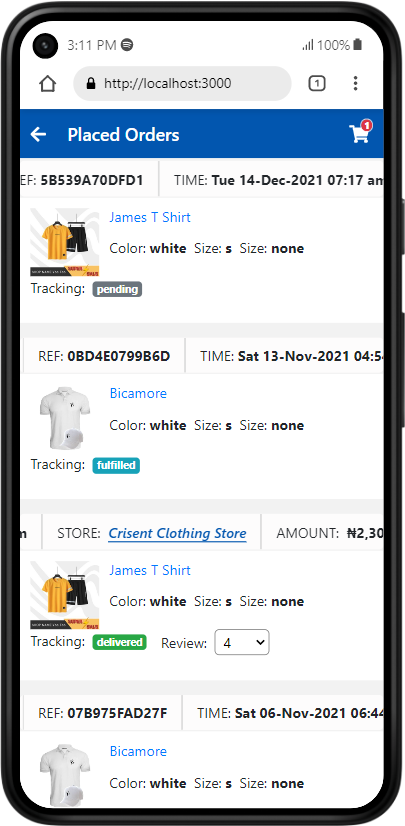 3:11 PM
100%
http://localhost:3000
1
Placed Orders
1
EF: 5B539A70DFD1 TIME: Tue 14-Dec-2021 07:17 am
James T Shirt
Color: white Size: s Size: none
Tracking: pending
REF: 0BD4E0799B6D TIME: Sat 13-Nov-2021 04:54
Bicamore
Color: white Size: s Size: none
Tracking: fulfilled
m STORE: Crisent Clothing Store AMOUNT: ₦2,30
James T Shirt
Color: white Size: s Size: none
Tracking: delivered Review: 4
REF: 07B975FAD27F TIME: Sat 06-Nov-2021 06:44
Bicamore
Color: white Size: s Size: none